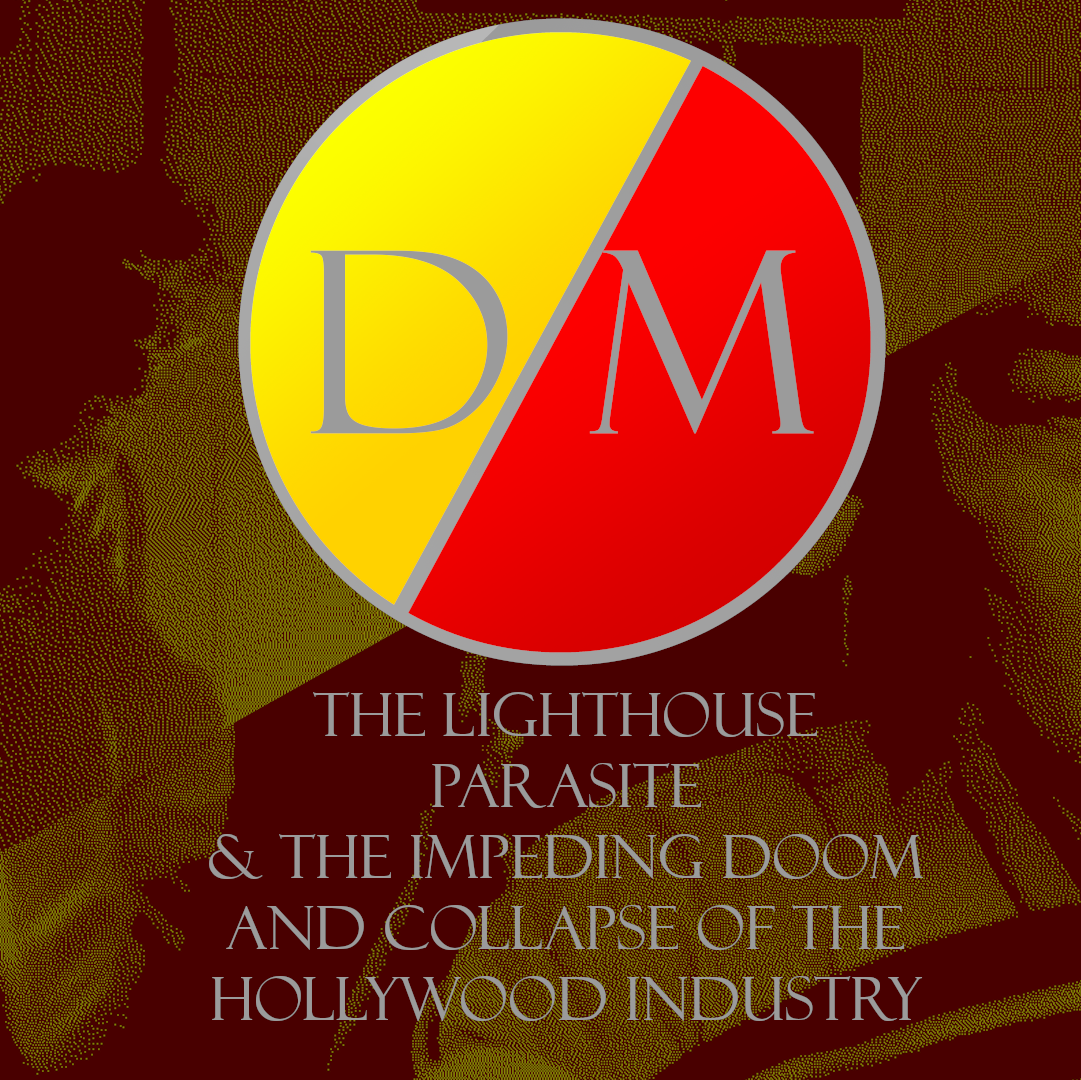 D M
THE LIGHTHOUSE
PARASITE
& THE IMPEDING DOOM
AND COLLAPSE OF THE
HOLLYWOOD INDUSTRY